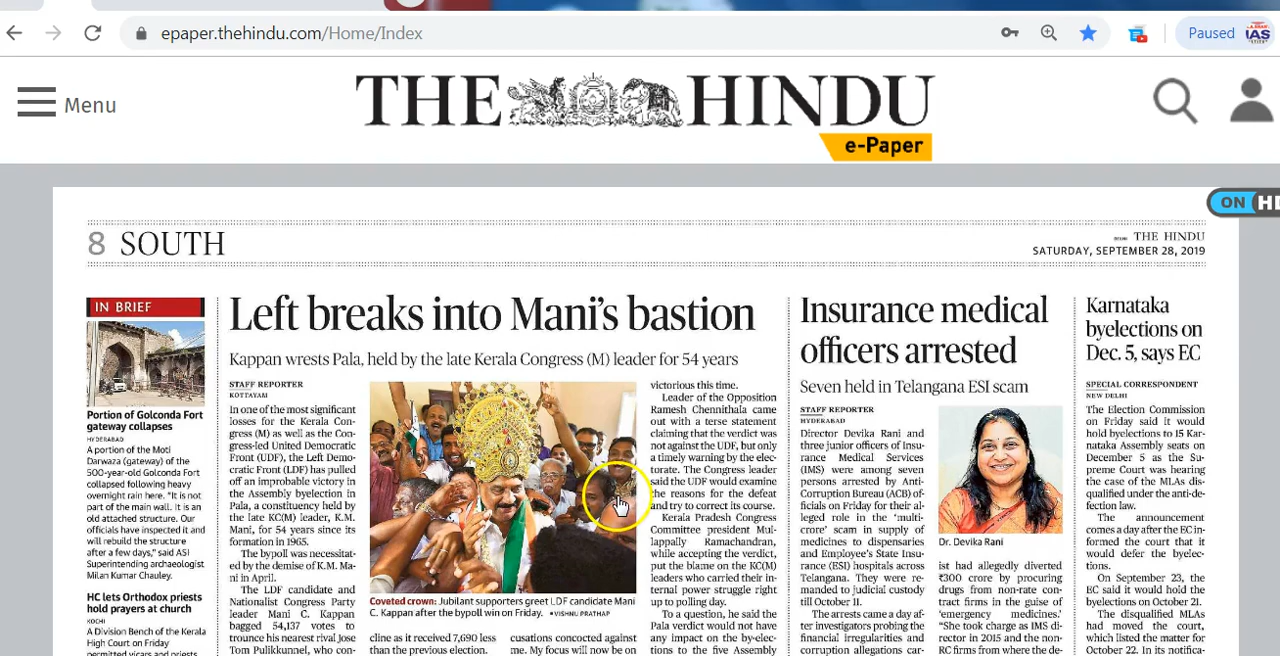 epaper.thehindu.com/Home/Index
Paused
IAS
Menu
THE HINDU
e-Paper
ON
8 SOUTH
THE HINDU
SATURDAY, SEPTEMBER 28, 2019
IN BRIEF
Portion of Golconda Fort
gateway collapses
HYDERABAD
A portion of the Moti
Darwaza (gateway) of the
500-year-old Golconda Fort
collapsed following heavy
overnight rain here. "It is not
part of the main wall. It is an
old attached structure. Our
officials have inspected it and
will rebuild the structure
after a few days," said ASI
Superintending archaeologist
Milan Kumar Chauley.
HC lets Orthodox priests
hold prayers at church
KOCHI
A Division Bench of the Kerala
High Court on Friday
permitted vicars and priests
Left breaks into Mani's bastion
Kappan wrests Pala, held by the late Kerala Congress (M) leader for 54 years
STAFF REPORTER
KOTTAYAM
In one of the most significant
losses for the Kerala Con-
gress (M) as well as the Con-
gress-led United Democratic
Front (UDF), the Left Demo-
cratic Front (LDF) has pulled
off an improbable victory in
the Assembly byelection in
Pala, a constituency held by
the late KC(M) leader, K.M.
Mani, for 54 years since its
formation in 1965.
The bypoll was necessitat-
ed by the demise of K.M. Ma-
ni in April.
The LDF candidate and
Nationalist Congress Party
leader Mani C. Kappan
bagged 54,137 votes to
trounce his nearest rival Jose
Tom Pulikkunnel, who con-
Coveted crown: Jubilant supporters greet LDF candidate Mani
C. Kappan after the bypoll win on Friday. •VISHNU PRATHAP
cline as it received 7,690 less
than the previous election.
cusations concocted against
me. My focus will now be on
victorious this time.
Leader of the Opposition
Ramesh Chennithala came
out with a terse statement
claiming that the verdict was
not against the UDF, but only
a timely warning by the elec-
torate. The Congress leader
said the UDF would examine
the reasons for the defeat
and try to correct its course.
Kerala Pradesh Congress
Committee president Mul-
lappally Ramachandran,
while accepting the verdict,
put the blame on the KC(M)
leaders who carried their in-
ternal power struggle right
up to polling day.
To a question, he said the
Pala verdict would not have
any impact on the by-elec-
tions to the five Assembly
Insurance medical
officers arrested
Seven held in Telangana ESI scam
STAFF REPORTER
HYDERABAD
Director Devika Rani and
three junior officers of Insu-
rance Medical Services
(IMS) were among seven
persons arrested by Anti-
Corruption Bureau (ACB) of-
ficials on Friday for their al-
leged role in the 'multi-
crore' scam in supply of
medicines to dispensaries
and Employee's State Insu-
rance (ESI) hospitals across
Telangana. They were re-
manded to judicial custody
till October 11.
The arrests came a day af-
ter investigators probing the
financial irregularities and
corruption allegations car-
Dr. Devika Rani
ist had allegedly diverted
₹300 crore by procuring
drugs from non-rate con-
tract firms in the guise of
'emergency medicines.'
"She took charge as IMS di-
rector in 2015 and the non-
RC firms from where the de-
Karnataka
byelections on
Dec. 5, says EC
SPECIAL CORRESPONDENT
NEW DELHI
The Election Commission
on Friday said it would
hold byelections to 15 Kar-
nataka Assembly seats on
December 5 as the Su-
preme Court was hearing
the case of the MLAs dis-
qualified under the anti-de-
fection law.
The announcement
comes a day after the EC in-
formed the court that it
would defer the byelec-
tions.
On September 23, the
EC said it would hold the
byelections on October 21.
The disqualified MLAs
had moved the court,
which listed the matter for
October 22. In its notifica-